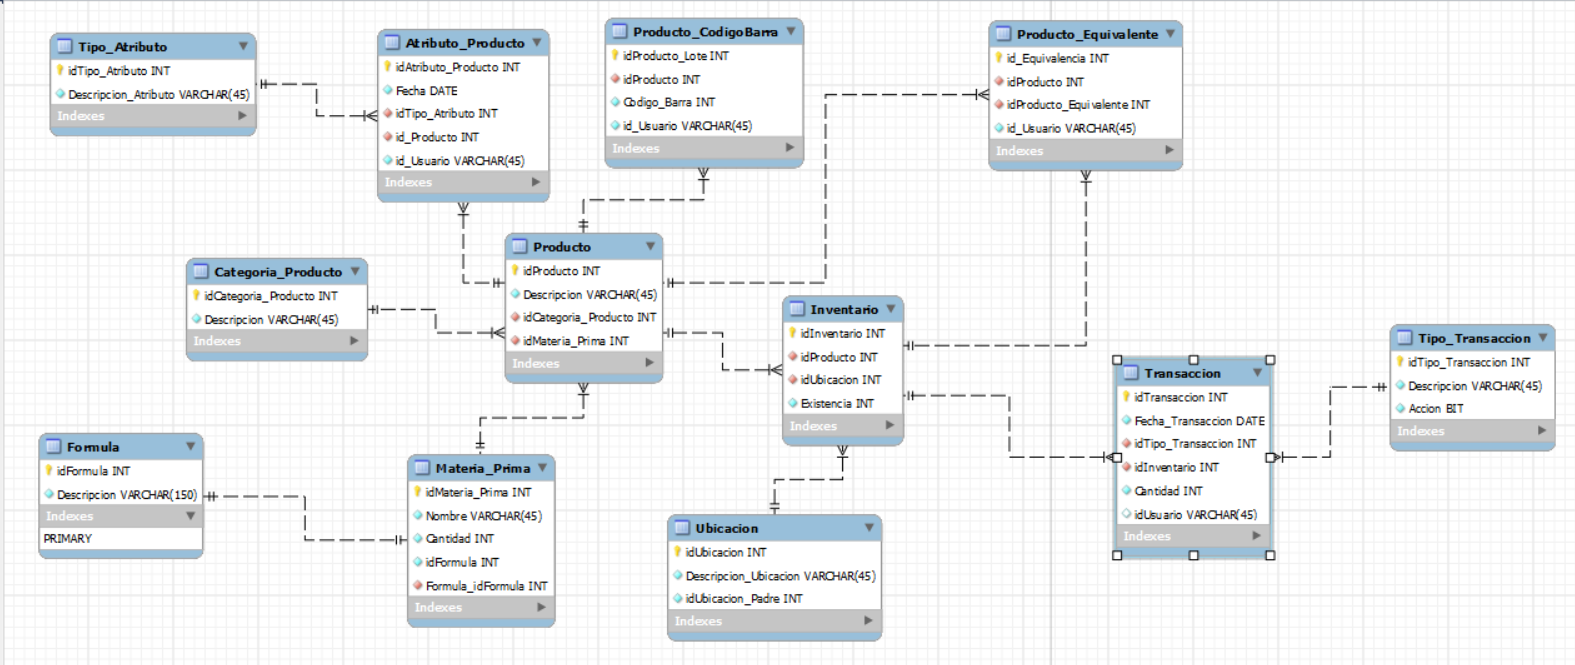 Tipo_Atributo
idTipo_Atributo INT
Descripcion_Atributo VARCHAR(45)
Indexes
Atributo_Producto
idAtributo_Producto INT
Fecha DATE
idTipo_Atributo INT
id_Producto INT
id_Usuario VARCHAR(45)
Indexes
Producto_CodigoBarra
idProducto_Lote INT
idProducto INT
Codigo_Barra INT
id_Usuario VARCHAR(45)
Indexes
Producto_Equivalente
id_Equivalencia INT
idProducto INT
idProducto_Equivalente INT
id_Usuario VARCHAR(45)
Indexes
Categoria_Producto
idCategoria_Producto INT
Descripcion VARCHAR(45)
Indexes
Producto
idProducto INT
Descripcion VARCHAR(45)
idCategoria_Producto INT
idMateria_Prima INT
Indexes
Inventario
idInventario INT
idProducto INT
idUbicacion INT
Existencia INT
Indexes
Transaccion
idTransaccion INT
Fecha_Transaccion DATE
idTipo_Transaccion INT
idInventario INT
Cantidad INT
idUsuario VARCHAR(45)
Indexes
Tipo_Transaccion
idTipo_Transaccion INT
Descripcion VARCHAR(45)
Accion BIT
Indexes
Formula
idFormula INT
Descripcion VARCHAR(150)
Indexes
PRIMARY
Materia_Prima
idMateria_Prima INT
Nombre VARCHAR(45)
Cantidad INT
idFormula INT
Formula_idFormula INT
Indexes
Ubicacion
idUbicacion INT
Descripcion_Ubicacion VARCHAR(45)
idUbicacion_Padre INT
Indexes